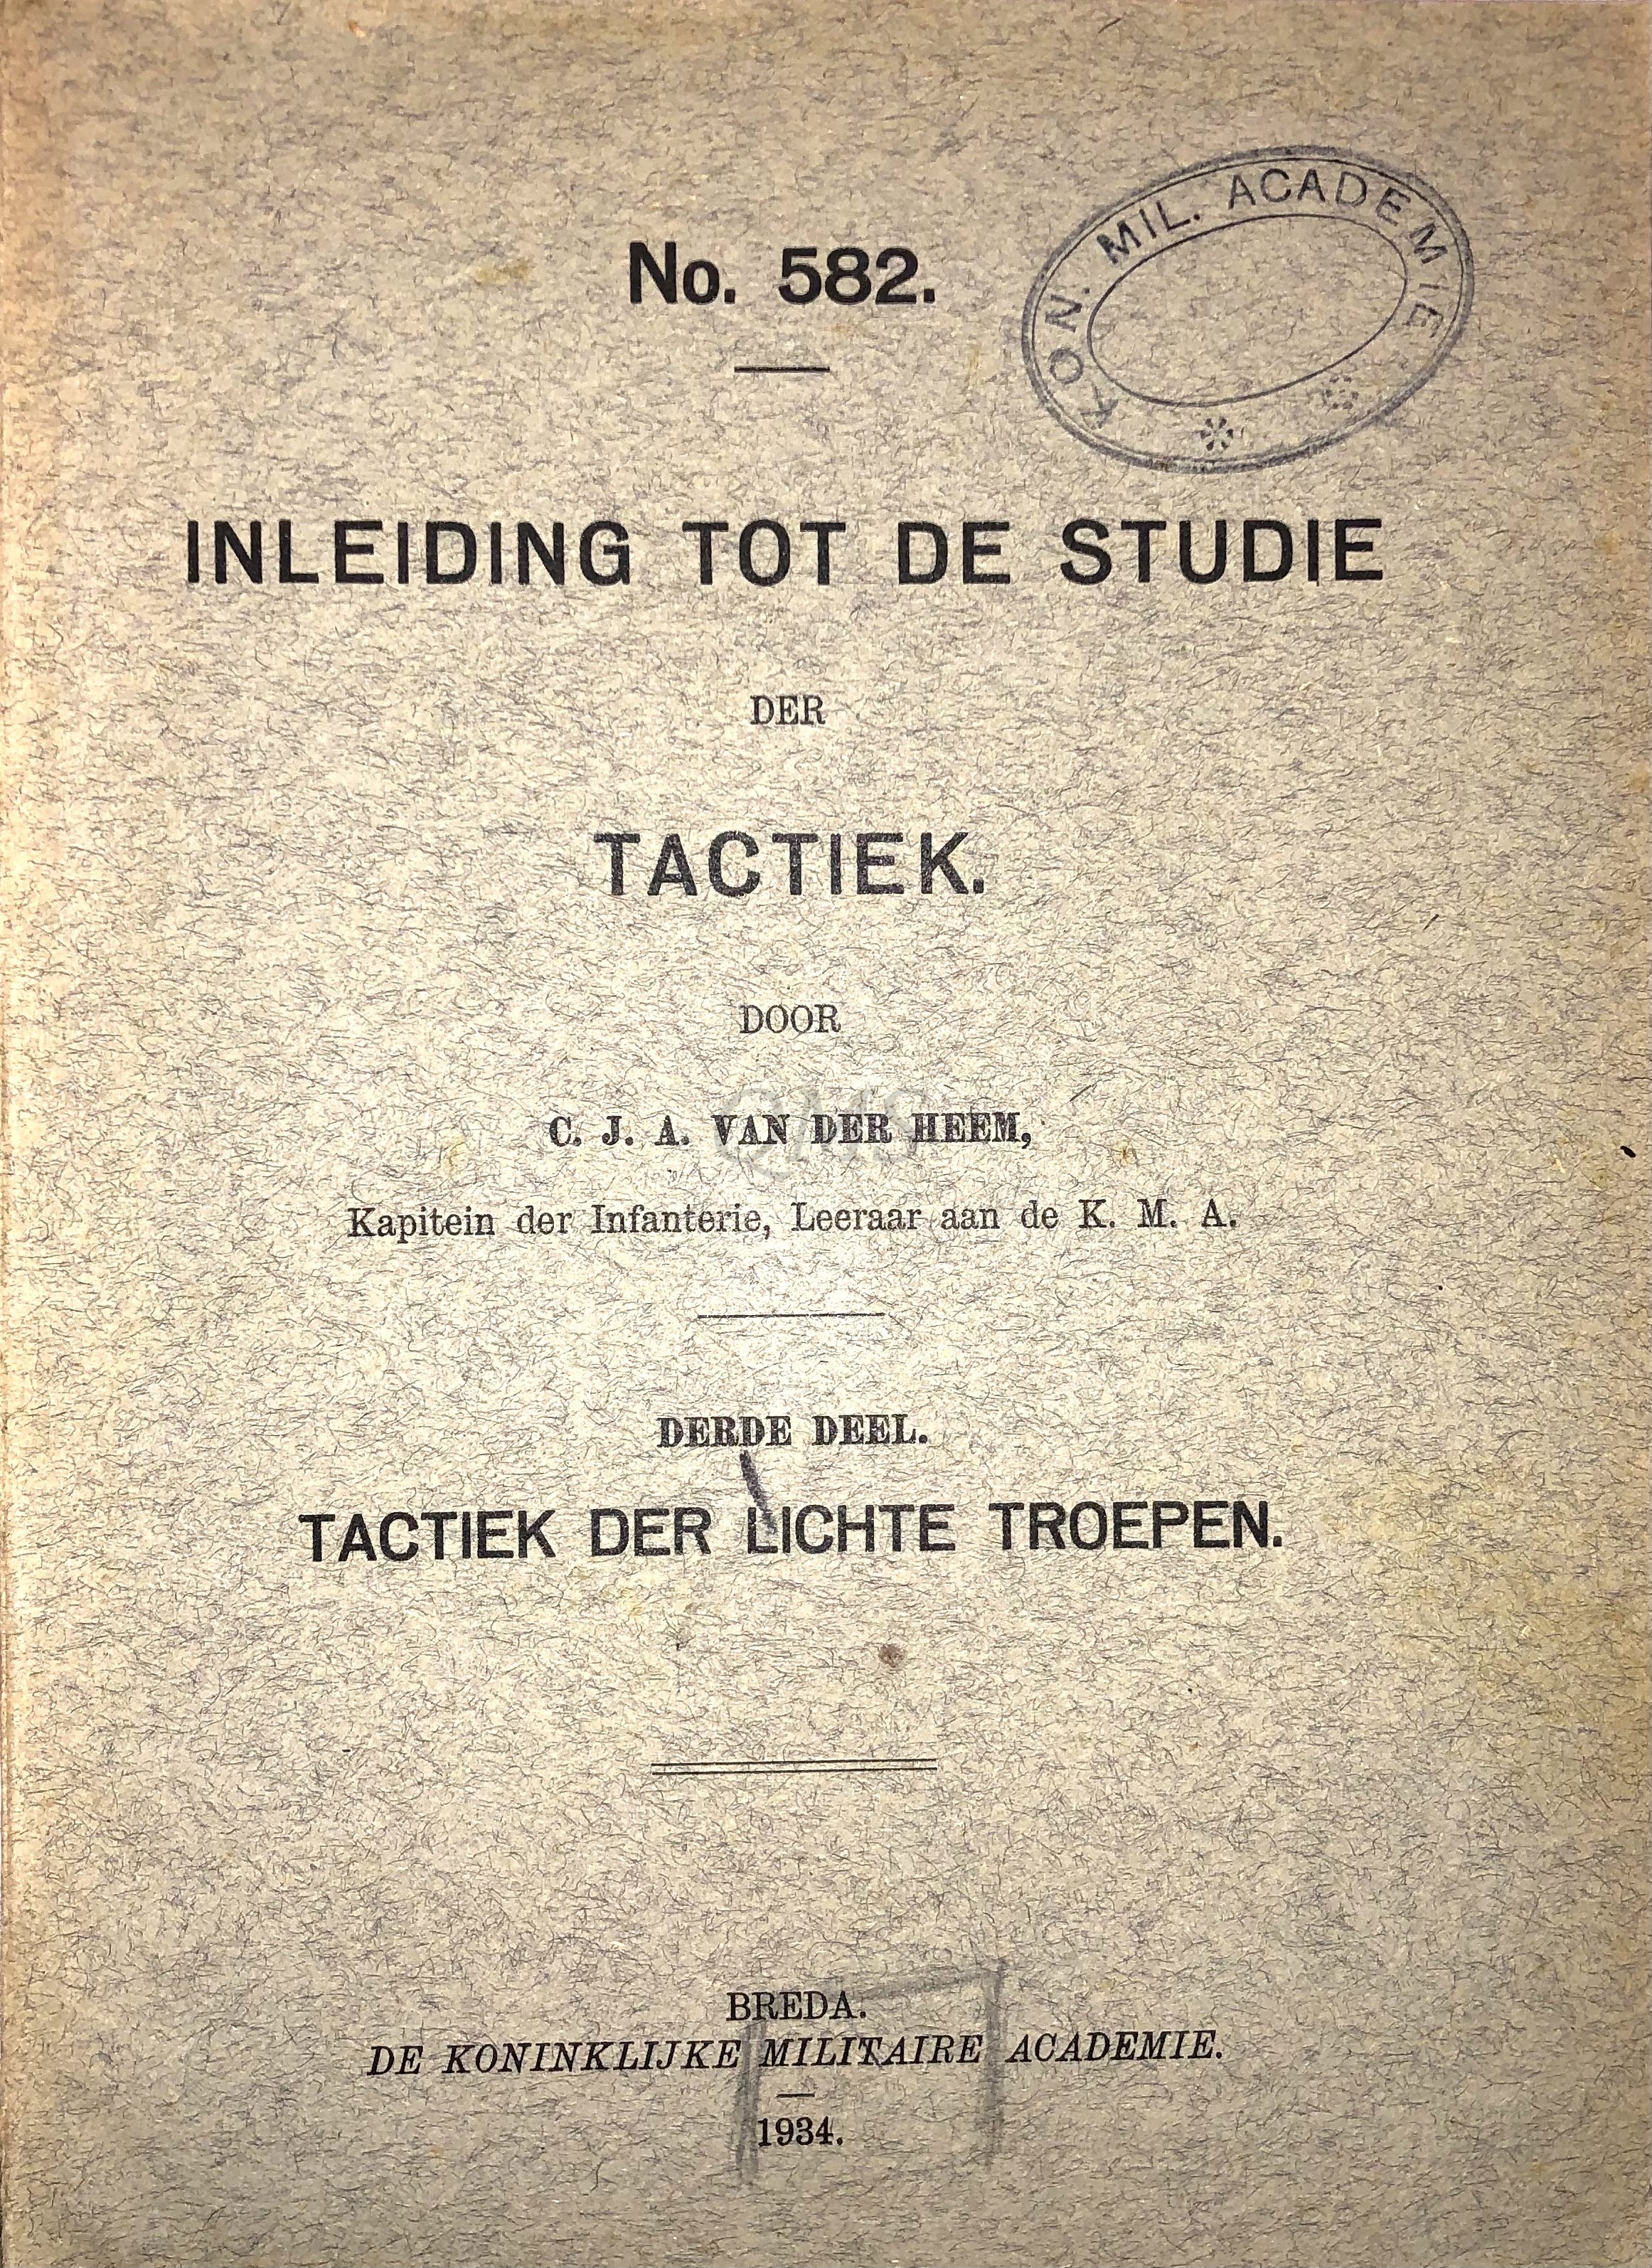 No. 582.
KON. MIL. ACADEMIE
INLEIDING TOT DE STUDIE
DER
TACTIEK.
DOOR
QMS
C. J. A. VAN DER HEEM,
Kapitein der Infanterie, Leeraar aan de K. M. A.
DERDE DEEL.
TACTIEK DER LICHTE TROEPEN.
BREDA.
DE KONINKLIJKE MILITAIRE ACADEMIE.
1934.